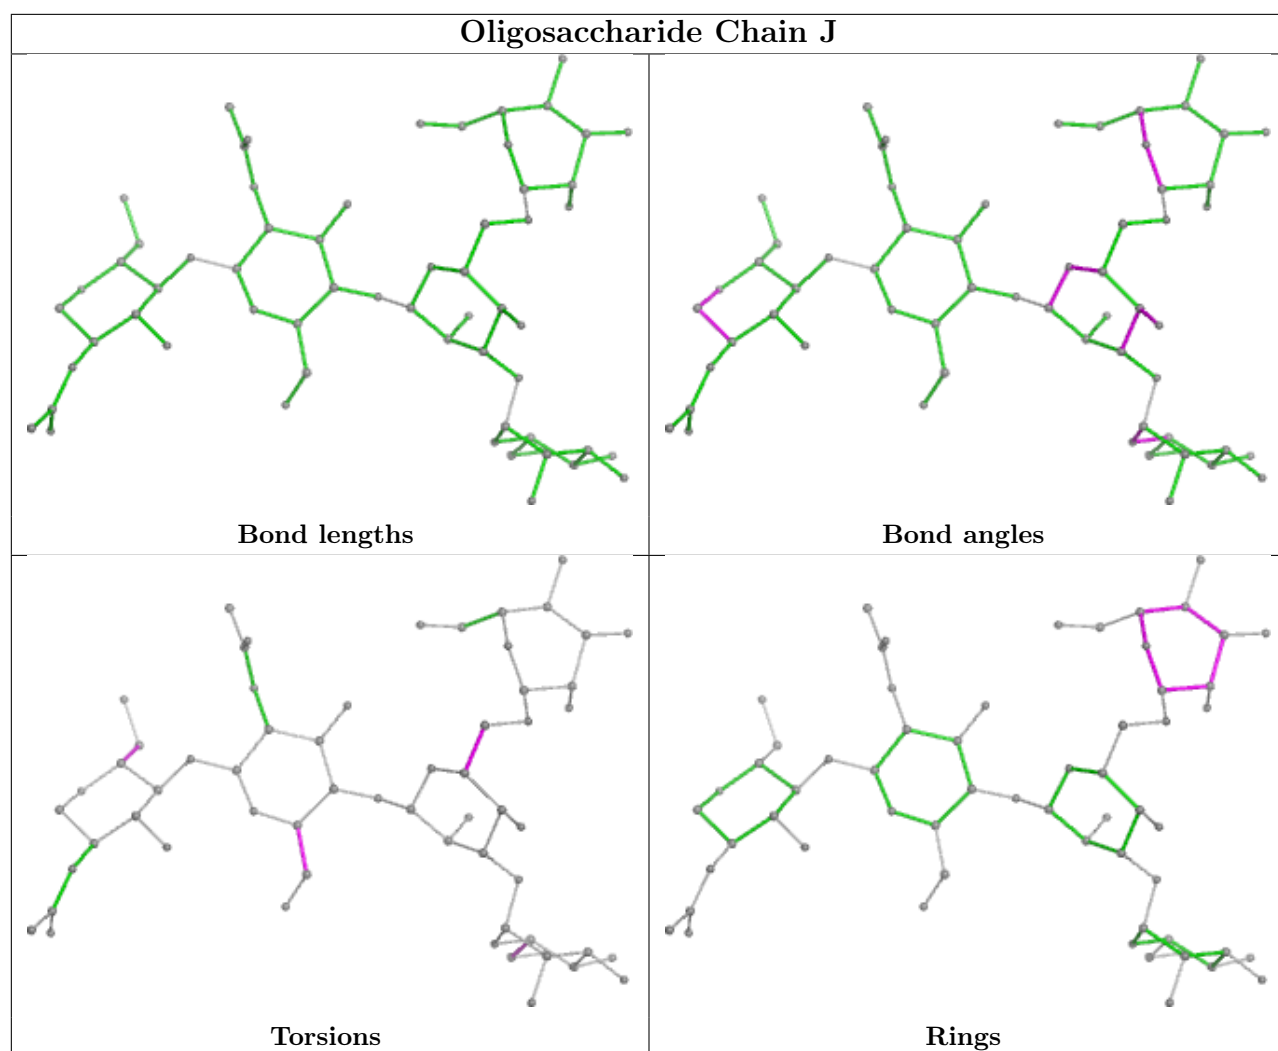 Oligosaccharide Chain J
Bond lengths
Bond angles
Torsions
Rings